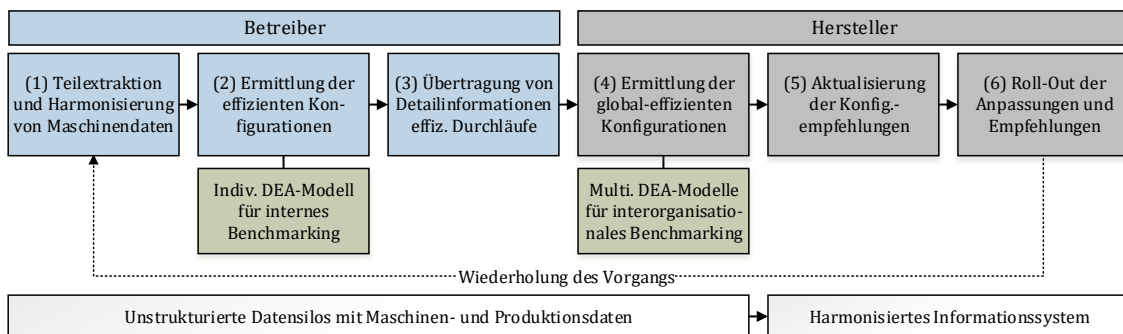 Betreiber
Hersteller
(1) Teilextraktion
und Harmonisierung
von Maschinendaten
(2) Ermittlung der
effizienten Kon-
figurationen
(3) Übertragung von
Detailinformationen
effiz. Durchläufe
(4) Ermittlung der
global-effizienten
Konfigurationen
(5) Aktualisierung
der Konfig.-
empfehlungen
(6) Roll-Out der
Anpassungen und
Empfehlungen
Indiv. DEA-Modell
für internes
Benchmarking
Multi. DEA-Modelle
für interorganisatio-
nales Benchmarking
Wiederholung des Vorgangs
Unstrukturierte Datensilos mit Maschinen- und Produktionsdaten
Harmonisiertes Informationssystem